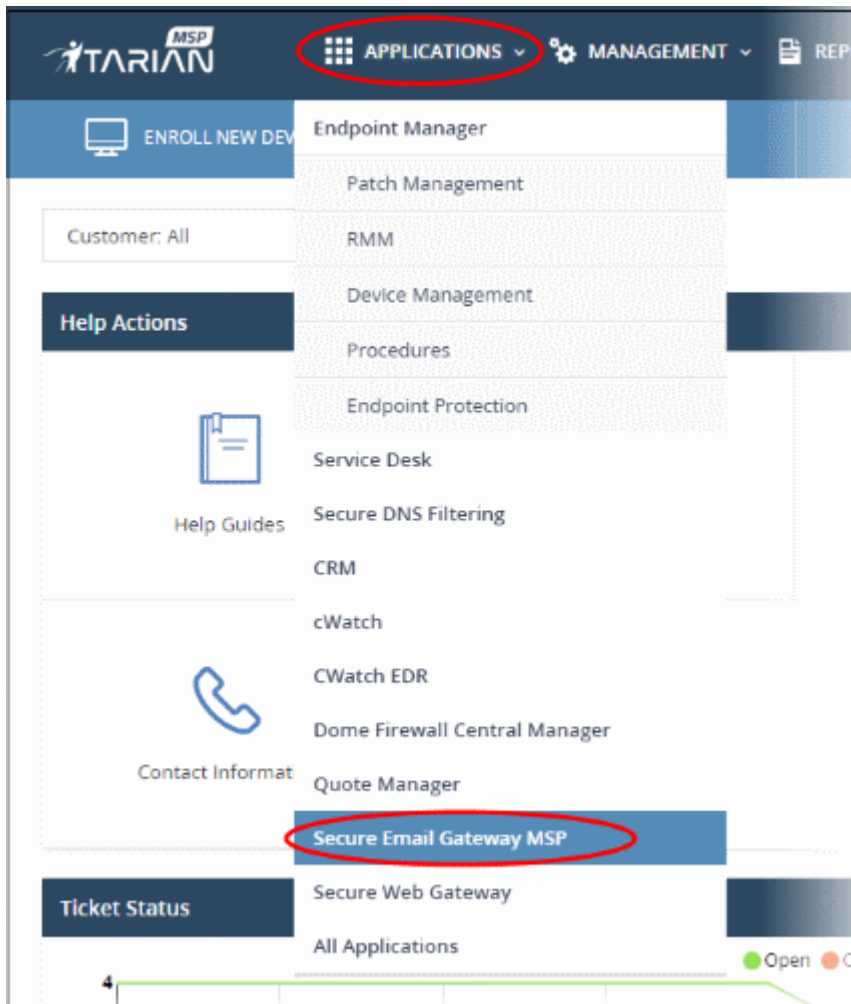 ITARIAN MSP
APPLICATIONS
MANAGEMENT
REP
ENROLL NEW DEV
Endpoint Manager
Patch Management
Customer: All
RMM
Device Management
Help Actions
Procedures
Endpoint Protection
Service Desk
Secure DNS Filtering
Help Guides
CRM
cWatch
CWatch EDR
Dome Firewall Central Manager
Contact Informat
Quote Manager
Secure Email Gateway MSP
Secure Web Gateway
Ticket Status
All Applications
Open
4